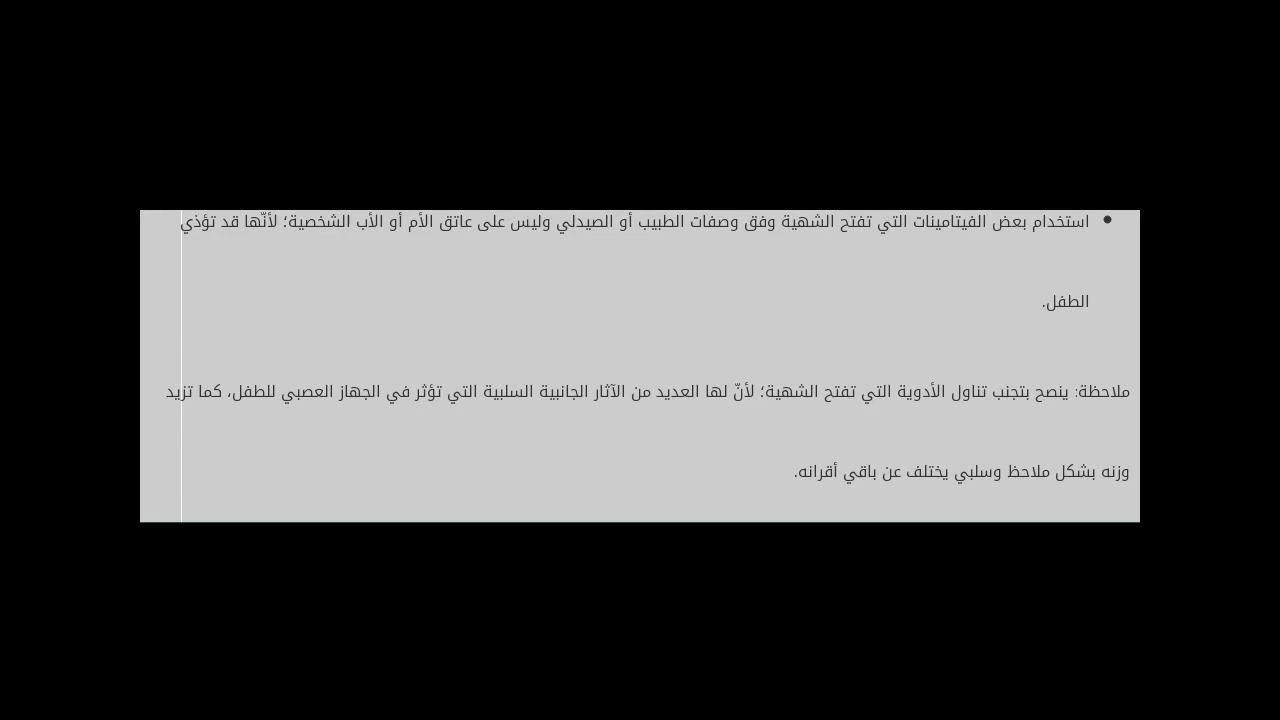 • استخدام بعض الفيتامينات التي تفتح الشهية وفق وصفات الطبيب أو الصيدلي وليس على عاتق الأم أو الأب الشخصية؛ لأنّها قد تؤذي
الطفل.
ملاحظة: ينصح بتجنب تناول الأدوية التي تفتح الشهية؛ لأنّ لها العديد من الآثار الجانبية السلبية التي تؤثر في الجهاز العصبي للطفل، كما تزيد
وزنه بشكل ملاحظ وسلبي يختلف عن باقي أقرانه.